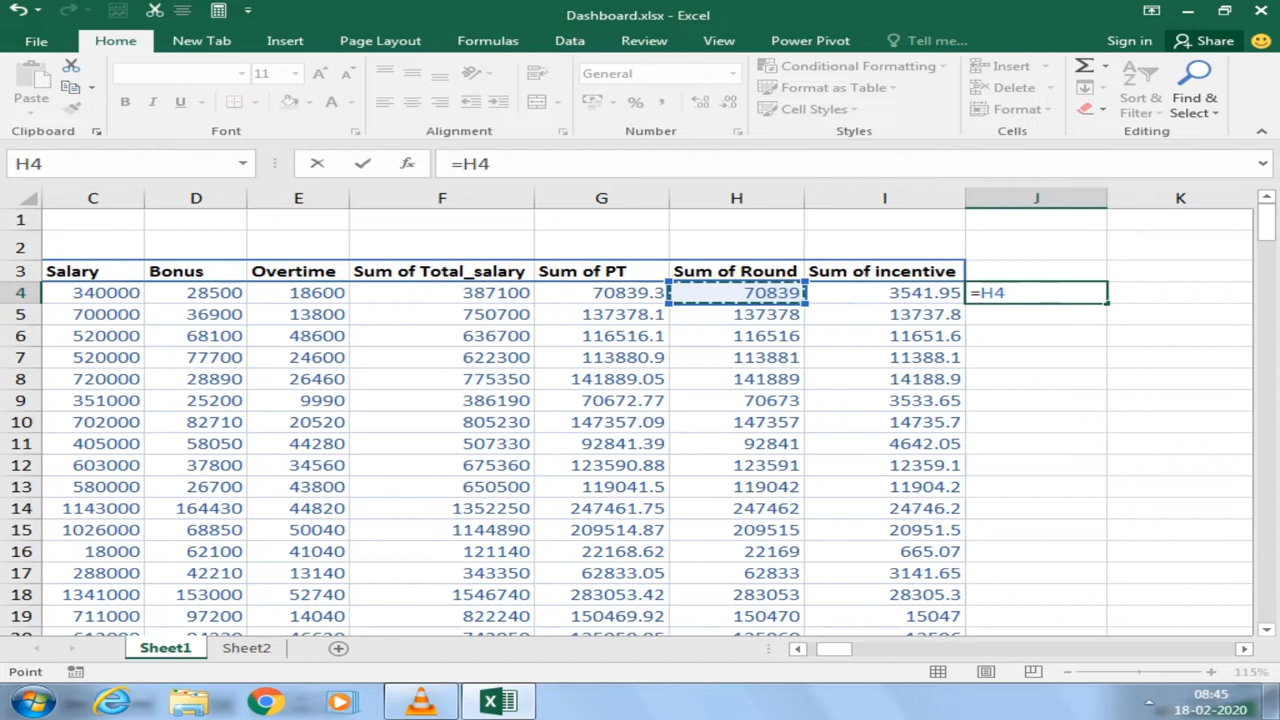 Dashboard.xlsx - Excel
File Home New Tab Insert Page Layout Formulas Data Review View Power Pivot Tell me... Sign in Share
Paste
11
B I U
General
Conditional Formatting
Format as Table
Cell Styles
Insert
Delete
Format
Sort & Filter
Find & Select
Clipboard Font Alignment Number Styles Cells Editing
H4 fx =H4
C D E F G H I J K
1
2
3 Salary Bonus Overtime Sum of Total_salary Sum of PT Sum of Round Sum of incentive
4 340000 28500 18600 387100 70839.3 70839 3541.95 =H4
5 700000 36900 13800 750700 137378.1 137378 13737.8
6 520000 68100 48600 636700 116516.1 116516 11651.6
7 520000 77700 24600 622300 113880.9 113881 11388.1
8 720000 28890 26460 775350 141889.05 141889 14188.9
9 351000 25200 9990 386190 70672.77 70673 3533.65
10 702000 82710 20520 805230 147357.09 147357 14735.7
11 405000 58050 44280 507330 92841.39 92841 4642.05
12 603000 37800 34560 675360 123590.88 123591 12359.1
13 580000 26700 43800 650500 119041.5 119042 11904.2
14 1143000 164430 44820 1352250 247461.75 247462 24746.2
15 1026000 68850 50040 1144890 209514.87 209515 20951.5
16 18000 62100 41040 121140 22168.62 22169 665.07
17 288000 42210 13140 343350 62833.05 62833 3141.65
18 1341000 153000 52740 1546740 283053.42 283053 28305.3
19 711000 97200 14040 822240 150469.92 150470 15047
Sheet1 Sheet2
Point 115%
08:45
18-02-2020